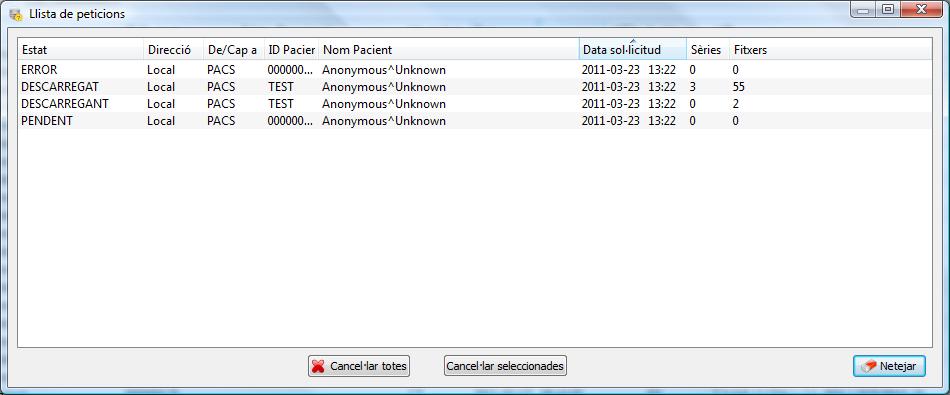 Llista de peticions
Estat Direcció De/Cap a ID Pacier Nom Pacient Data sol·licitud Sèries Fitxers
ERROR Local PACS 000000... Anonymous^Unknown 2011-03-23 13:22 0 0
DESCARREGAT Local PACS TEST Anonymous^Unknown 2011-03-23 13:22 3 55
DESCARREGANT Local PACS TEST Anonymous^Unknown 2011-03-23 13:22 0 2
PENDENT Local PACS 000000... Anonymous^Unknown 2011-03-23 13:22 0 0
Cancel·lar totes Cancel·lar seleccionades Netejar